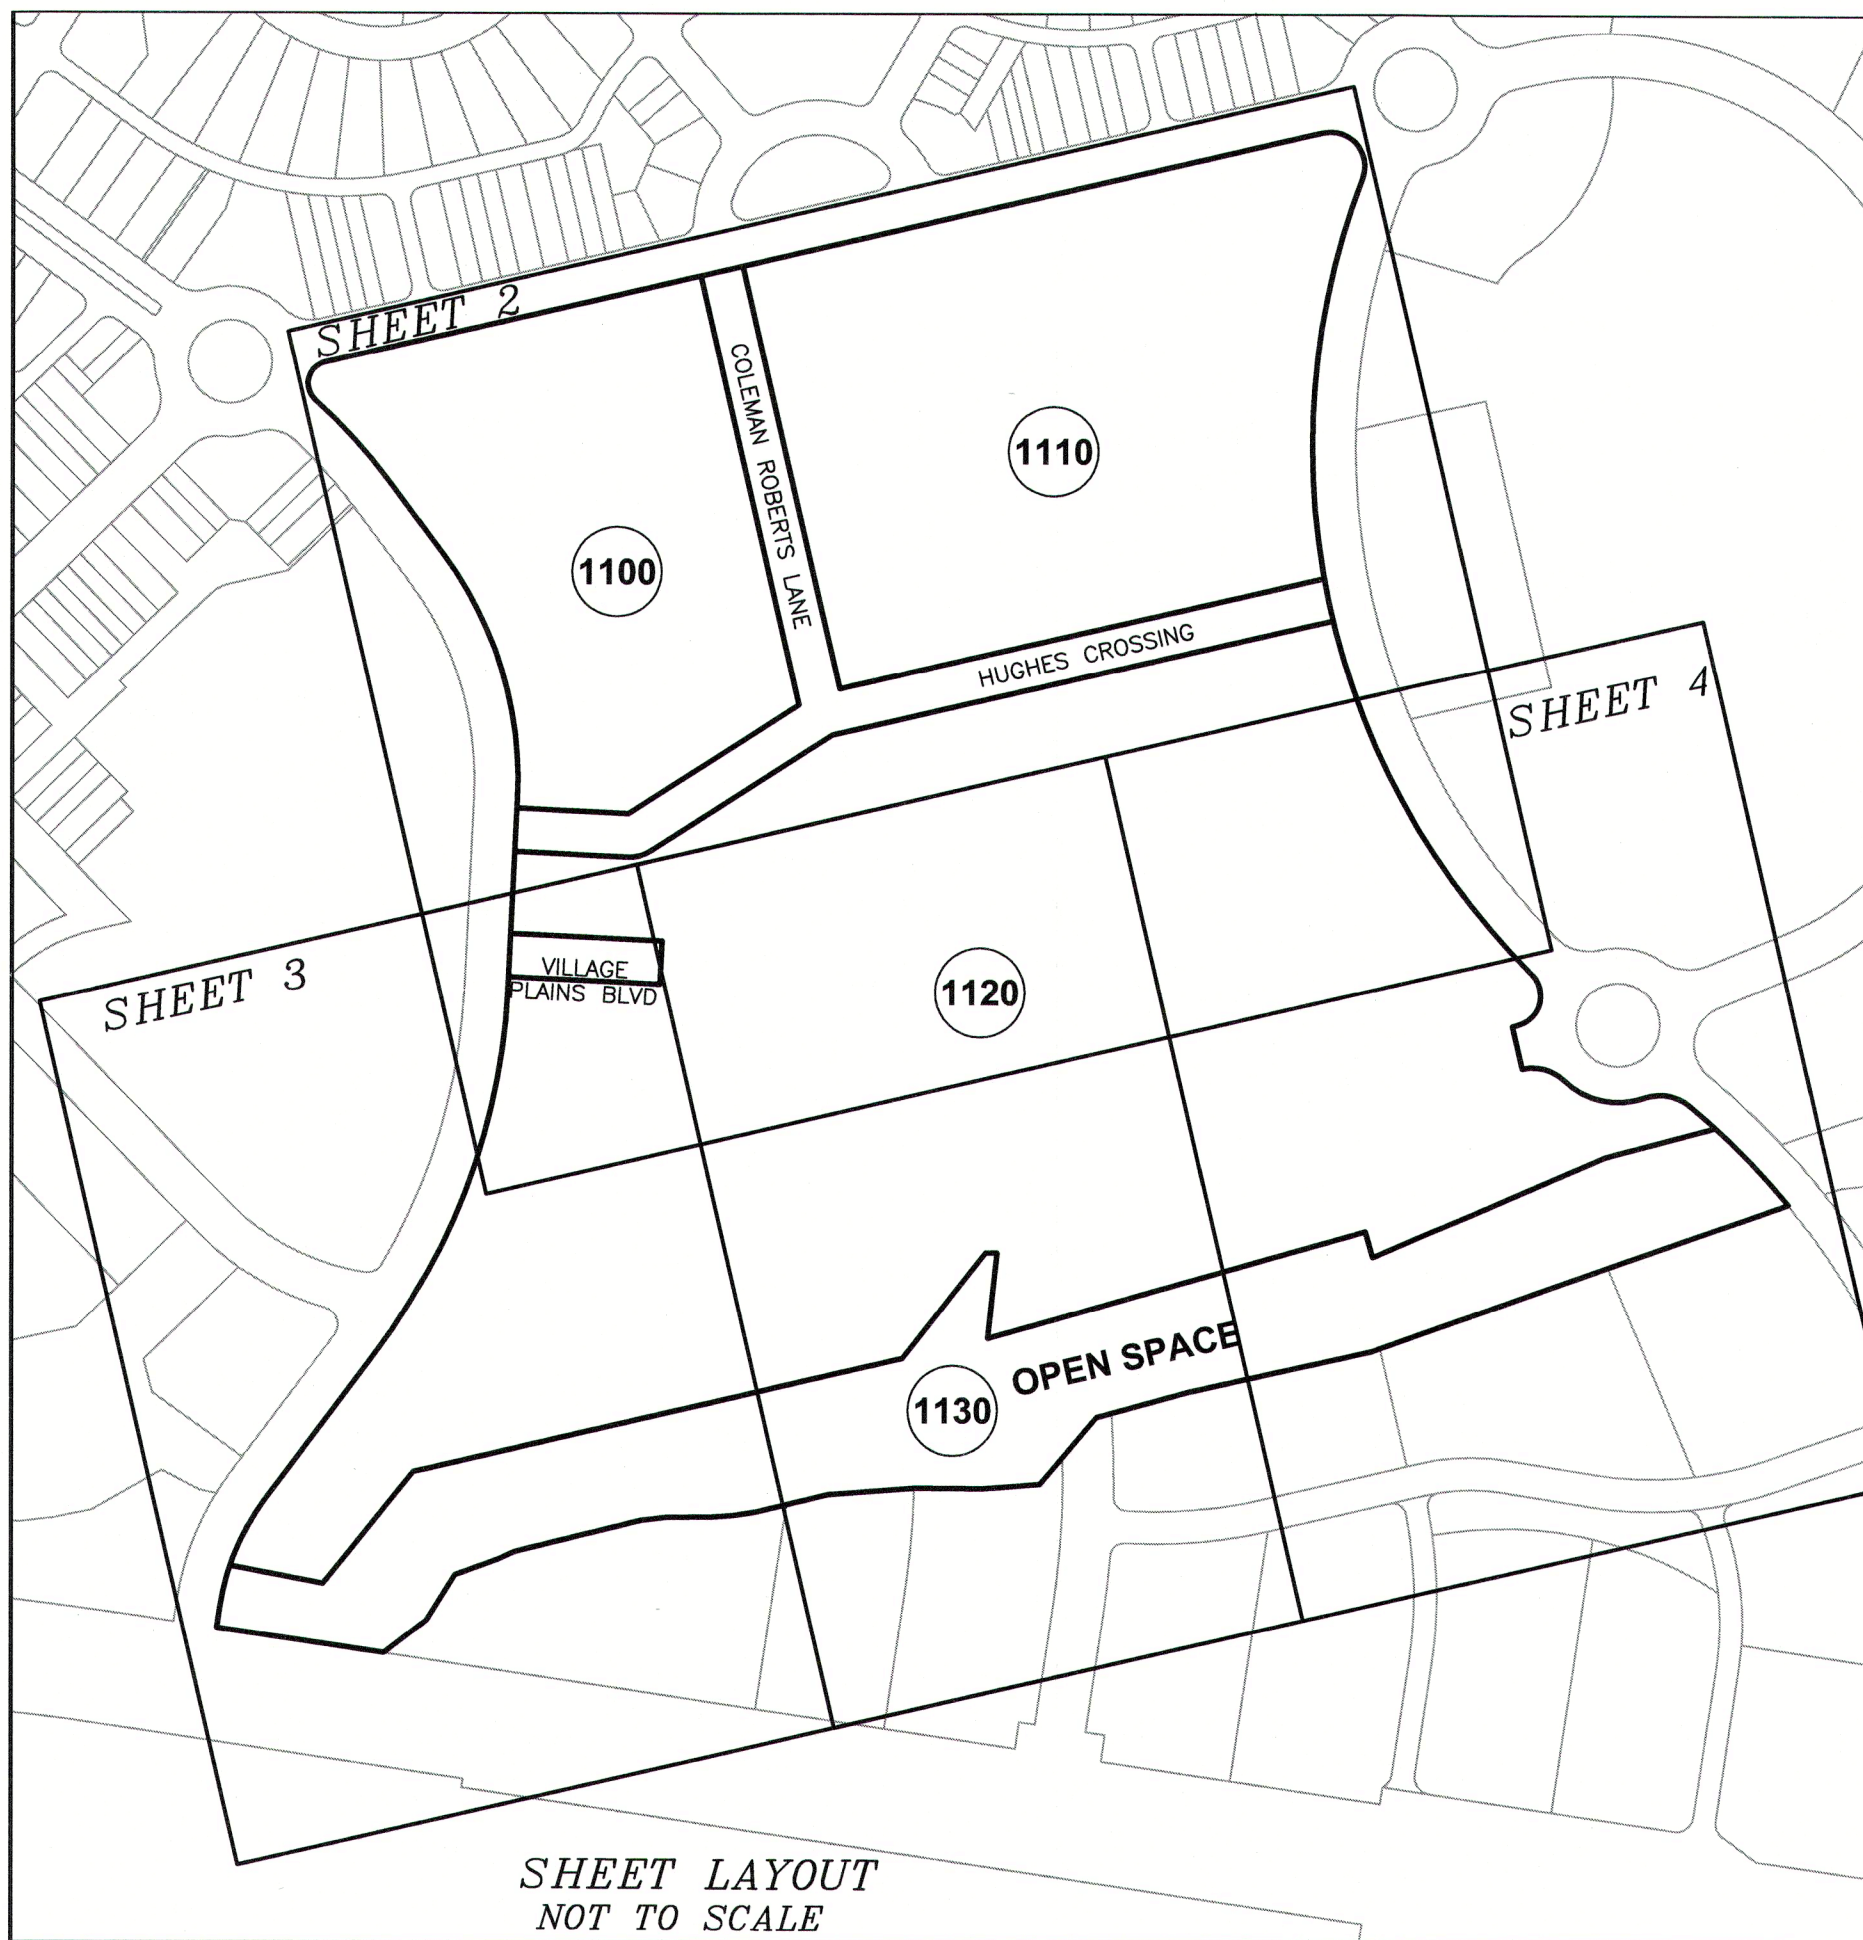 SHEET 2
COLEMAN ROBERTS LANE
1110
1100
HUGHES CROSSING
SHEET 4
VILLAGE
PLAINS BLVD
SHEET 3
1120
OPEN SPACE
1130
SHEET LAYOUT
NOT TO SCALE